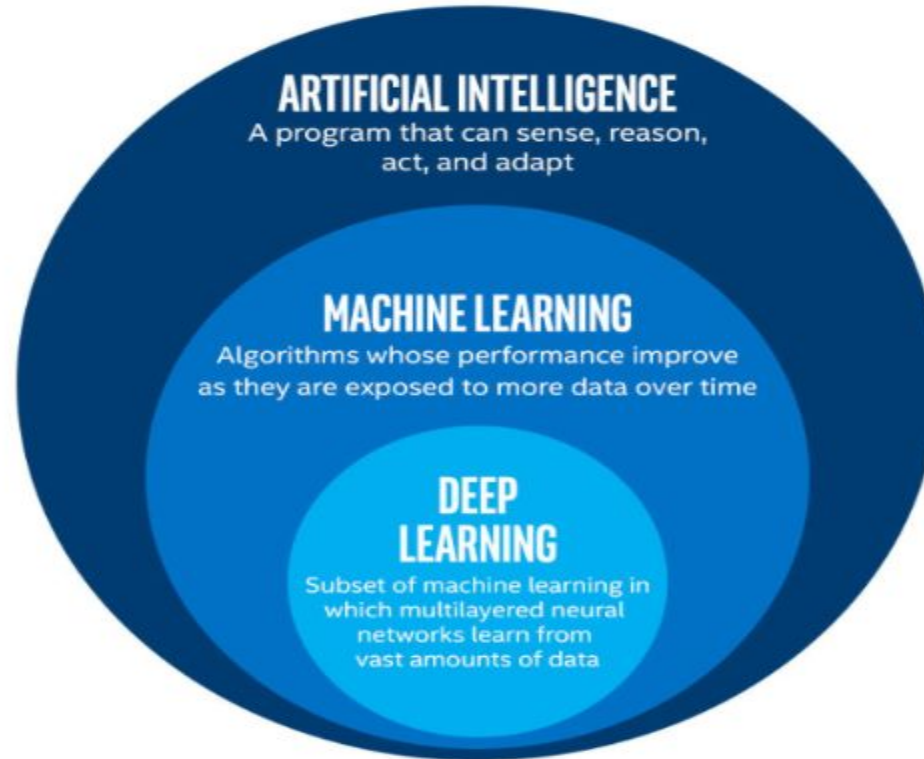 ARTIFICIAL INTELLIGENCE
A program that can sense, reason,
act, and adapt
MACHINE LEARNING
Algorithms whose performance improve
as they are exposed to more data over time
DEEP
LEARNING
Subset of machine learning in
which multilayered neural
networks learn from
vast amounts of data